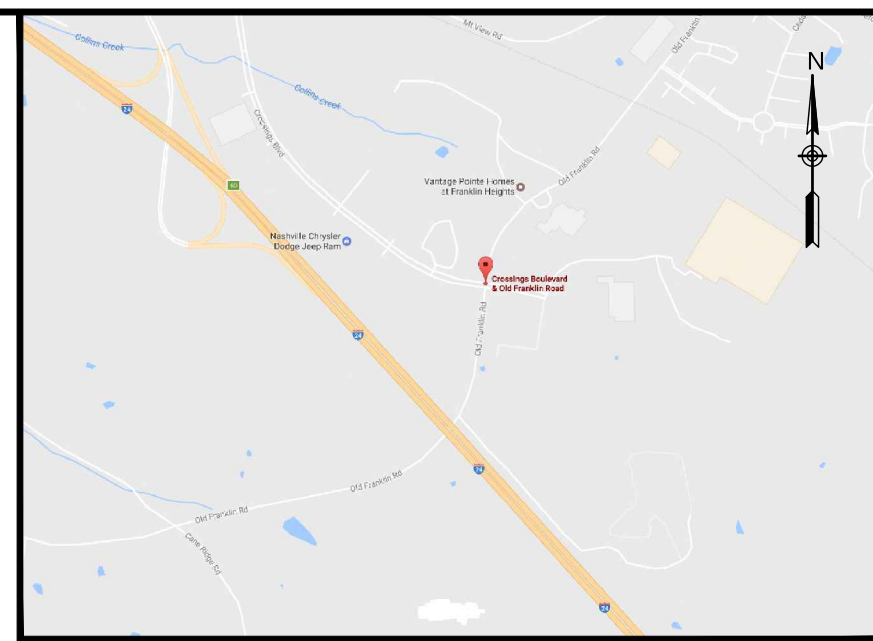 Mt View Rd
Old Franklin
Collins Creek
N
24
Collins Creek
Crossings Blvd
Old Franklin Rd
60
Vantage Pointe Homes
at Franklin Heights
Nashville Chrysler
Dodge Jeep Ram
Crossings Boulevard
& Old Franklin Road
Old Franklin Rd
24
24
Old Franklin Rd
Old Franklin Rd
Cane Ridge Rd
24